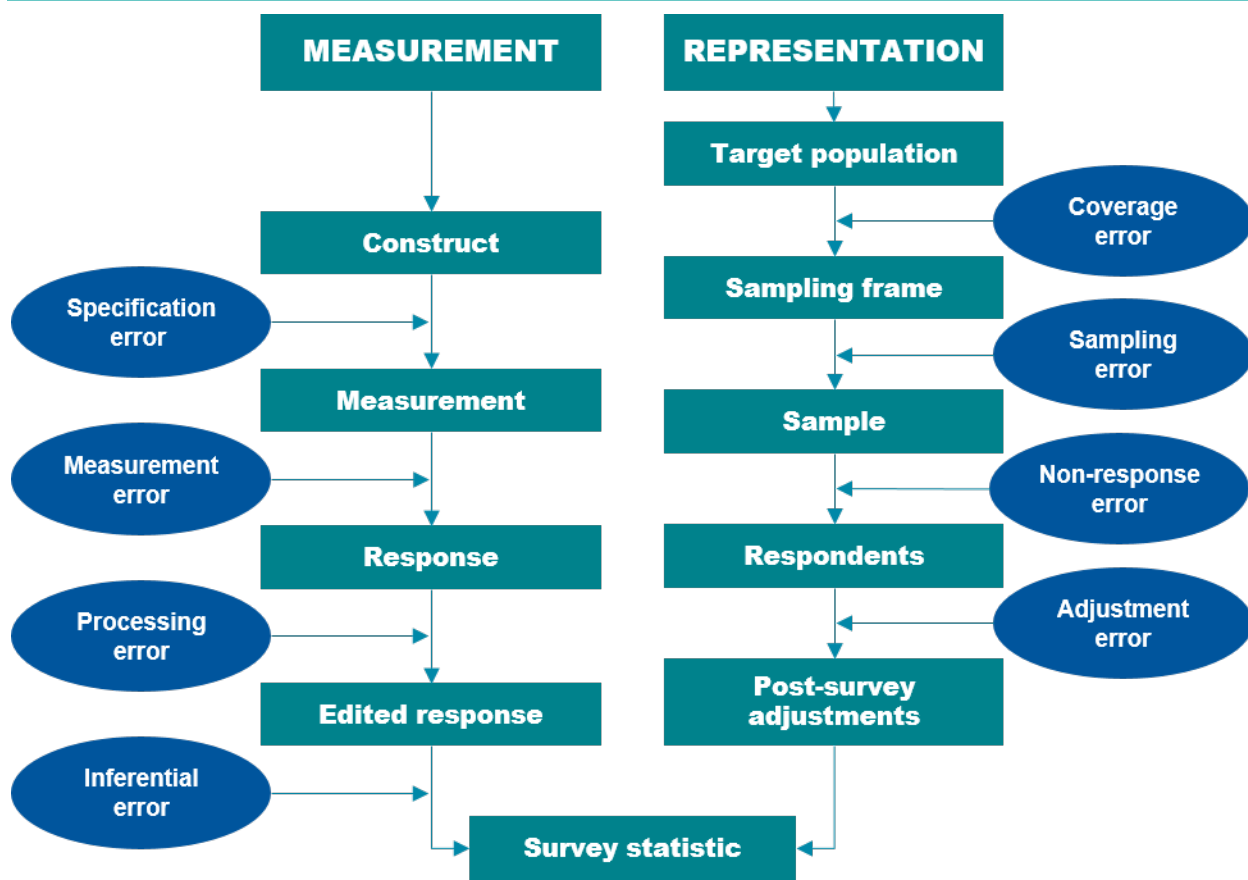 MEASUREMENT
REPRESENTATION
Target population
Coverage
error
Construct
Sampling frame
Specification
error
Sampling
error
Measurement
Sample
Measurement
error
Non-response
error
Response
Respondents
Processing
error
Adjustment
error
Edited response
Post-survey
adjustments
Inferential
error
Survey statistic